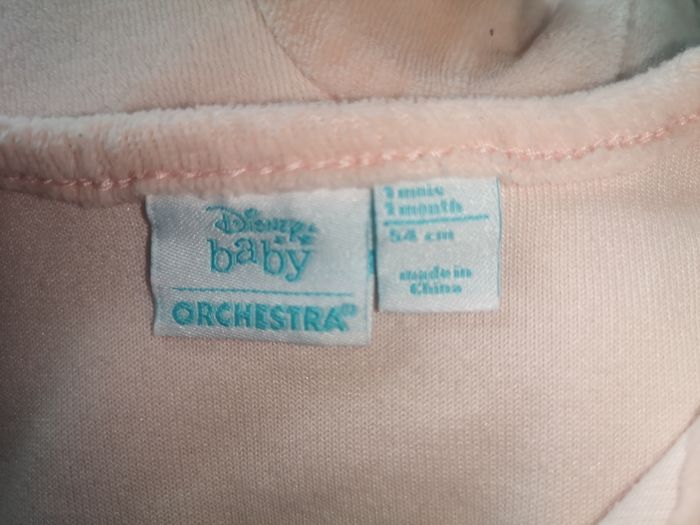 Disney
baby
ORCHESTRA
1 mois
1 month
54 cm
made in
China